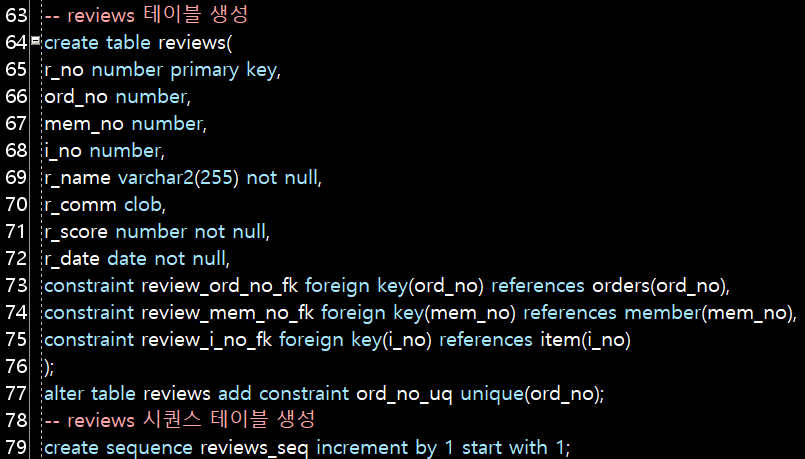 63 -- reviews 테이블 생성
64 create table reviews(
65 r_no number primary key,
66 ord_no number,
67 mem_no number,
68 i_no number,
69 r_name varchar2(255) not null,
70 r_comm clob,
71 r_score number not null,
72 r_date date not null,
73 constraint review_ord_no_fk foreign key(ord_no) references orders(ord_no),
74 constraint review_mem_no_fk foreign key(mem_no) references member(mem_no),
75 constraint review_i_no_fk foreign key(i_no) references item(i_no)
76 );
77 alter table reviews add constraint ord_no_uq unique(ord_no);
78 -- reviews 시퀀스 테이블 생성
79 create sequence reviews_seq increment by 1 start with 1;